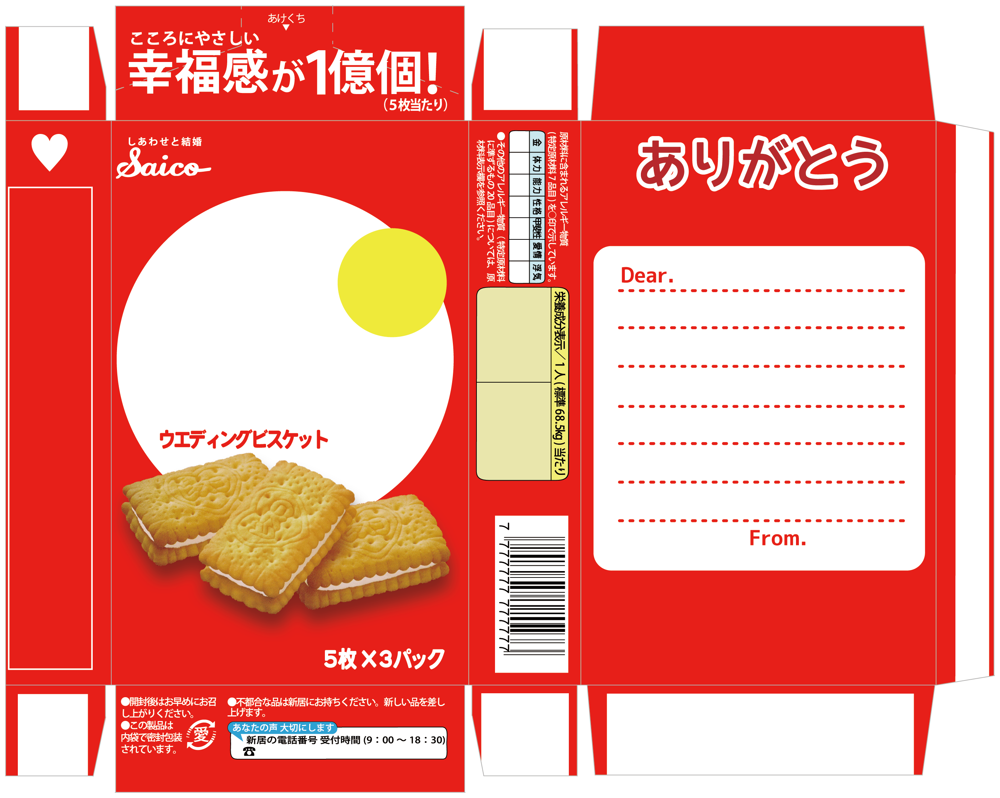 あけくち
こころにやさしい
幸福感が1億個!
(5枚当たり)
しあわせと結婚
Saico
ウエディングビスケット
5枚×3パック
原材料に含まれるアレルギー物質
(特定原材料7品目)を○印で示しています。
金 体力 能力 性格 甲斐性 愛情 浮気
●その他のアレルギー物質(特定原材料
に準ずるもの20品目)については、原
材料表示欄を参照ください。
栄養成分表示/1人(標準68.5kg)当たり
7 777777 777777
ありがとう
Dear.
From.
●開封後はお早めにお召
し上がりください。
●この製品は
内袋で密封包装
されています。
愛
●不都合な品は新居にお持ちください。新しい品を差し
上げます。
あなたの声 大切にします
新居の電話番号 受付時間 (9:00~18:30)
☎